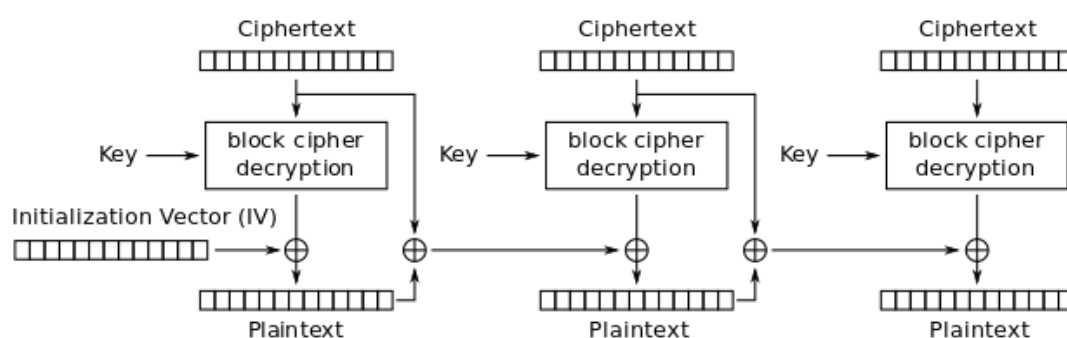 Ciphertext
Ciphertext
Ciphertext
Key
block cipher
decryption
Key
block cipher
decryption
Key
block cipher
decryption
Initialization Vector (IV)
Plaintext
Plaintext
Plaintext